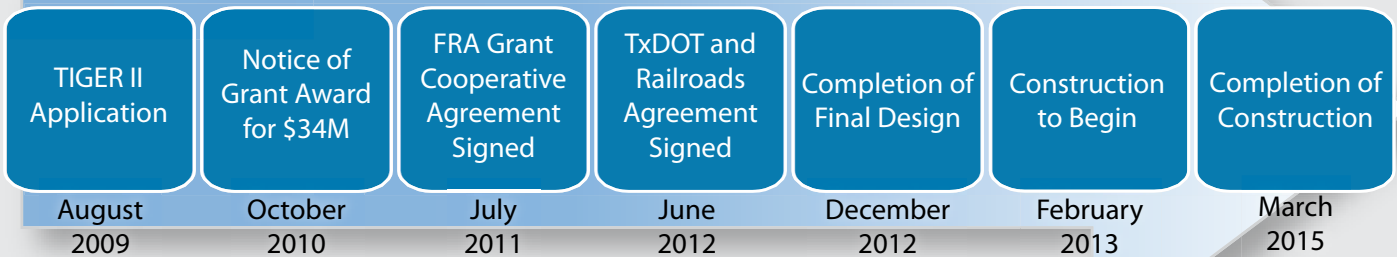 TIGER II
Application
Notice of
Grant Award
for $34M
FRA Grant
Cooperative
Agreement
Signed
TxDOT and
Railroads
Agreement
Signed
Completion of
Final Design
Construction
to Begin
Completion of
Construction
August
2009
October
2010
July
2011
June
2012
December
2012
February
2013
March
2015